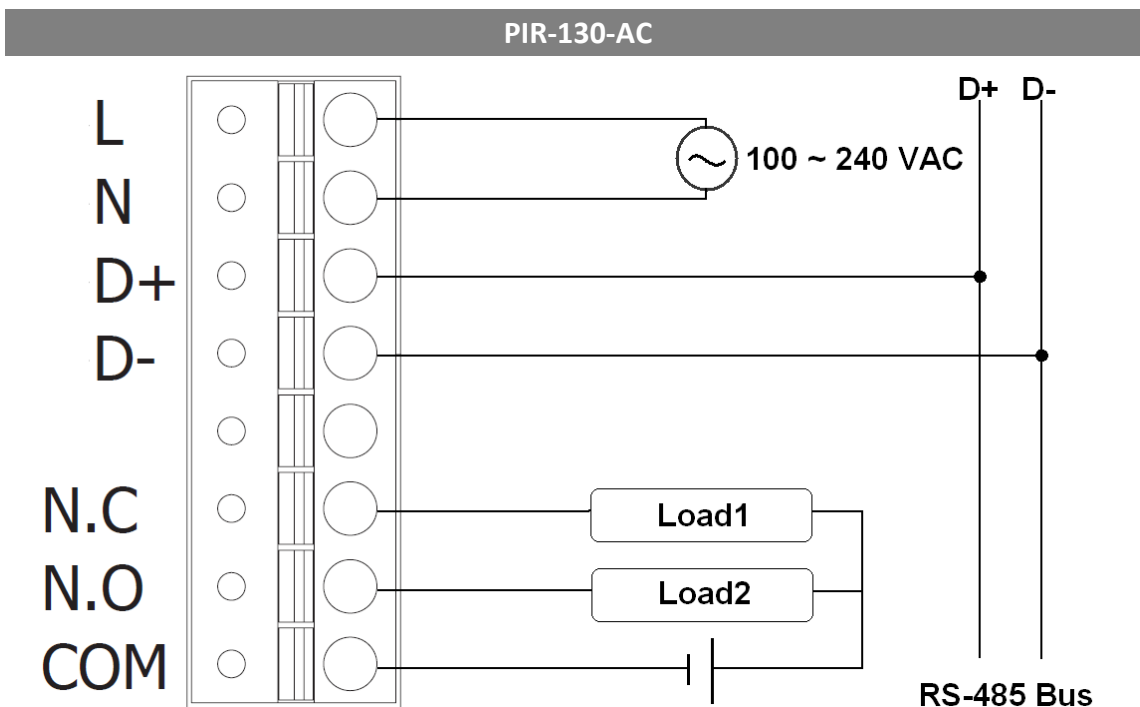 PIR-130-AC
D+ D-
L
100 ~ 240 VAC
N
D+
D-
N.C
Load1
N.O
Load2
COM
RS-485 Bus